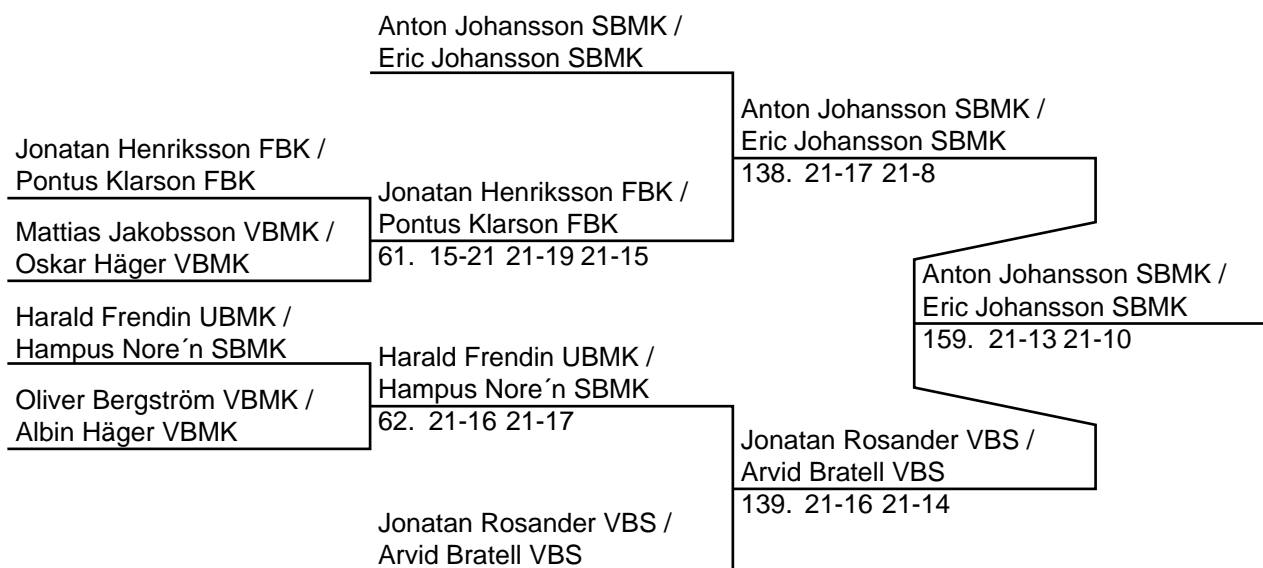 Anton Johansson SBMK /
Eric Johansson SBMK
Anton Johansson SBMK /
Eric Johansson SBMK
138. 21-17 21-8
Jonatan Henriksson FBK /
Pontus Klarson FBK
Jonatan Henriksson FBK /
Pontus Klarson FBK
61. 15-21 21-19 21-15
Mattias Jakobsson VBMK /
Oskar Häger VBMK
Anton Johansson SBMK /
Eric Johansson SBMK
159. 21-13 21-10
Harald Frendin UBMK /
Hampus Nore´n SBMK
Harald Frendin UBMK /
Hampus Nore´n SBMK
62. 21-16 21-17
Oliver Bergström VBMK /
Albin Häger VBMK
Jonatan Rosander VBS /
Arvid Bratell VBS
139. 21-16 21-14
Jonatan Rosander VBS /
Arvid Bratell VBS